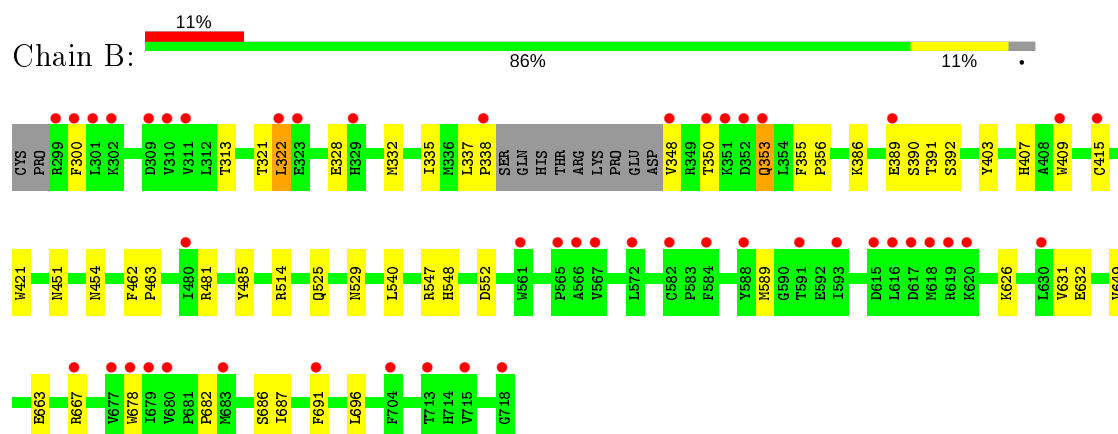 11%
Chain B:
86%
11%
CYS PRO R299 F300 L301 K302 D309 V310 V311 L312 T313 T321 L322 E323 E328 H329 M332 I335 M336 L337 P338 SER GLN HIS THR ARG LYS PRO GLU ASP V348 R349 T350 K351 D352 Q353 L354 F355 P356 K386 E389 S390 T391 S392 Y403 H407 A408 W409 C415
W421 N451 N454 F462 P463 I480 R481 Y485 R514 Q525 N529 L540 R547 H548 D552 W561 P565 A566 V567 L572 C582 P583 F584 Y588 M589 G590 T591 E592 I593 D615 L616 D617 M618 R619 K620 K626 L630 V631 E632 V649
E663 R667 V677 W678 I679 V680 P681 P682 M683 S686 I687 F691 L696 F704 T713 H714 V715 G718